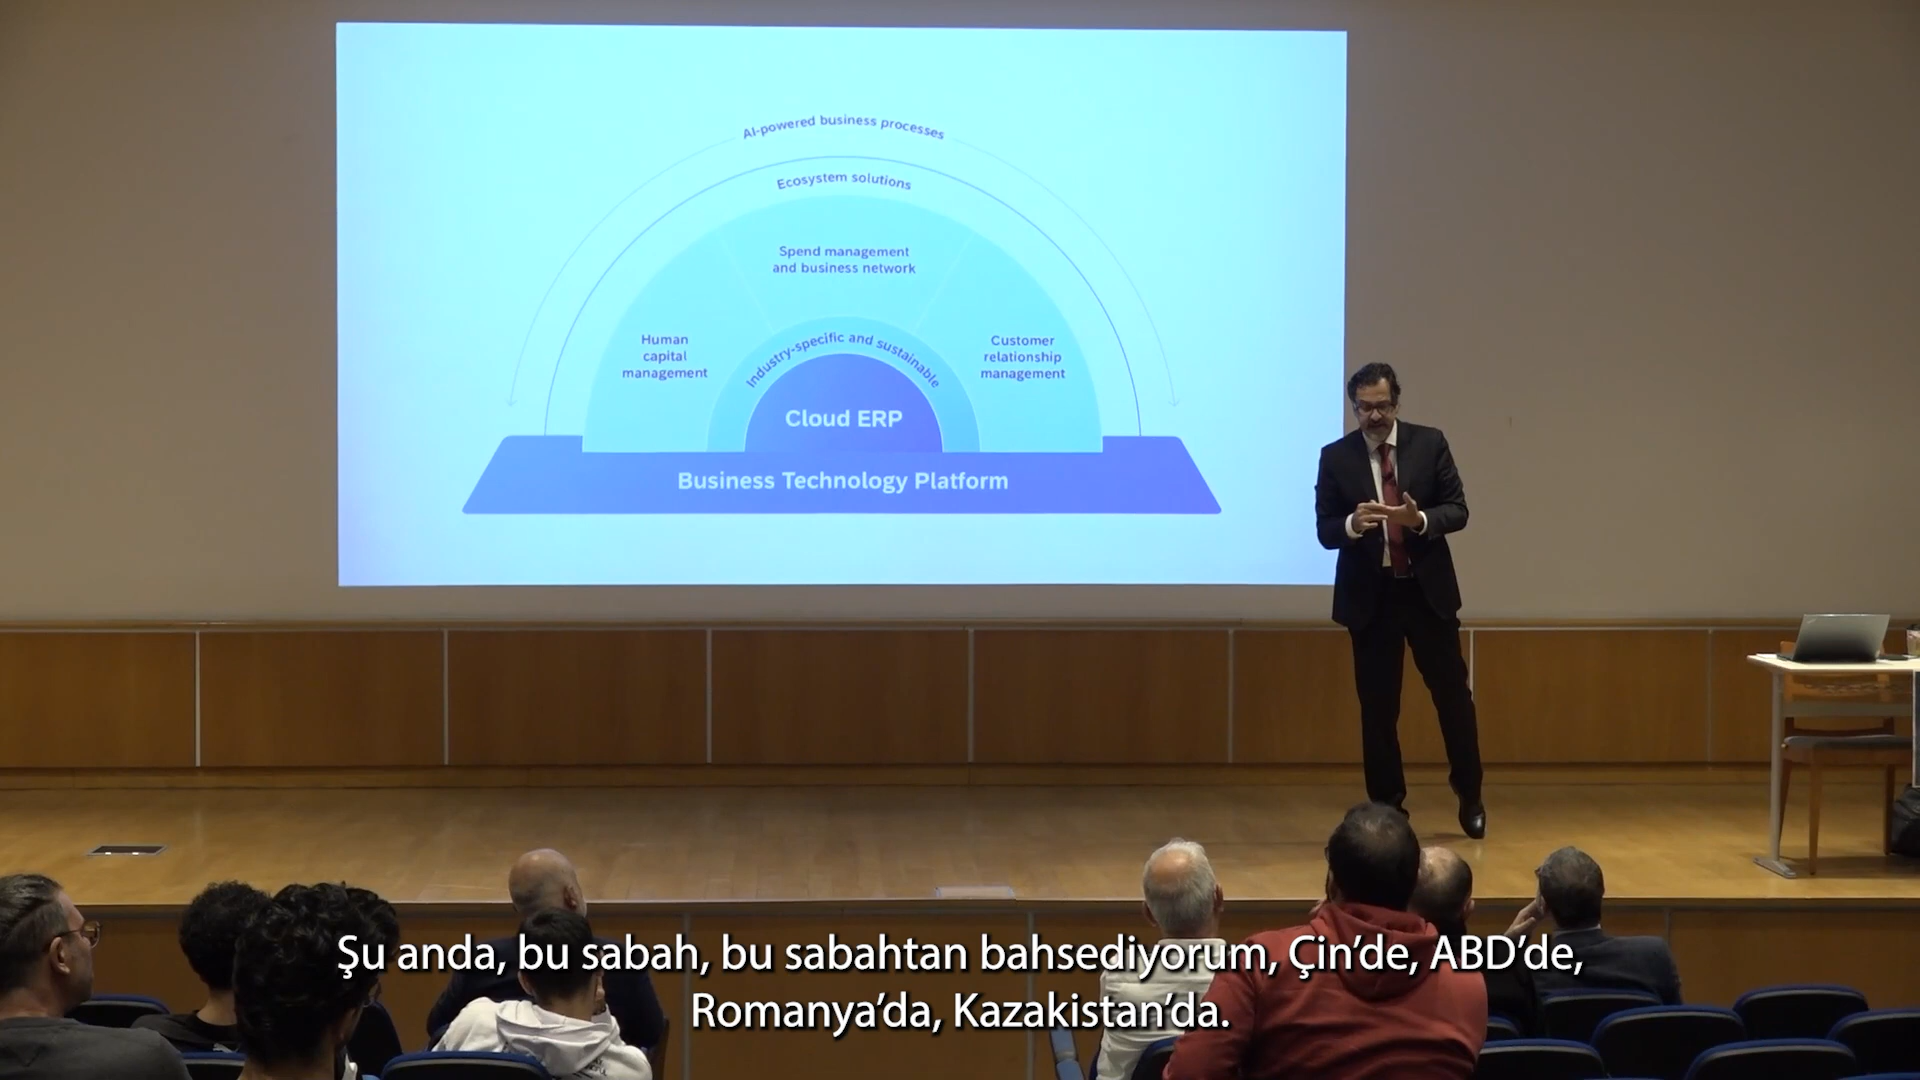 AI-powered business processes
Ecosystem solutions
Spend management
and business network
Human
capital
management
Industry-specific and sustainable
Customer
relationship
management
Cloud ERP
Business Technology Platform
Şu anda, bu sabah, bu sabahtan bahsediyorum, Çin’de, ABD’de,
Romanya’da, Kazakistan’da.